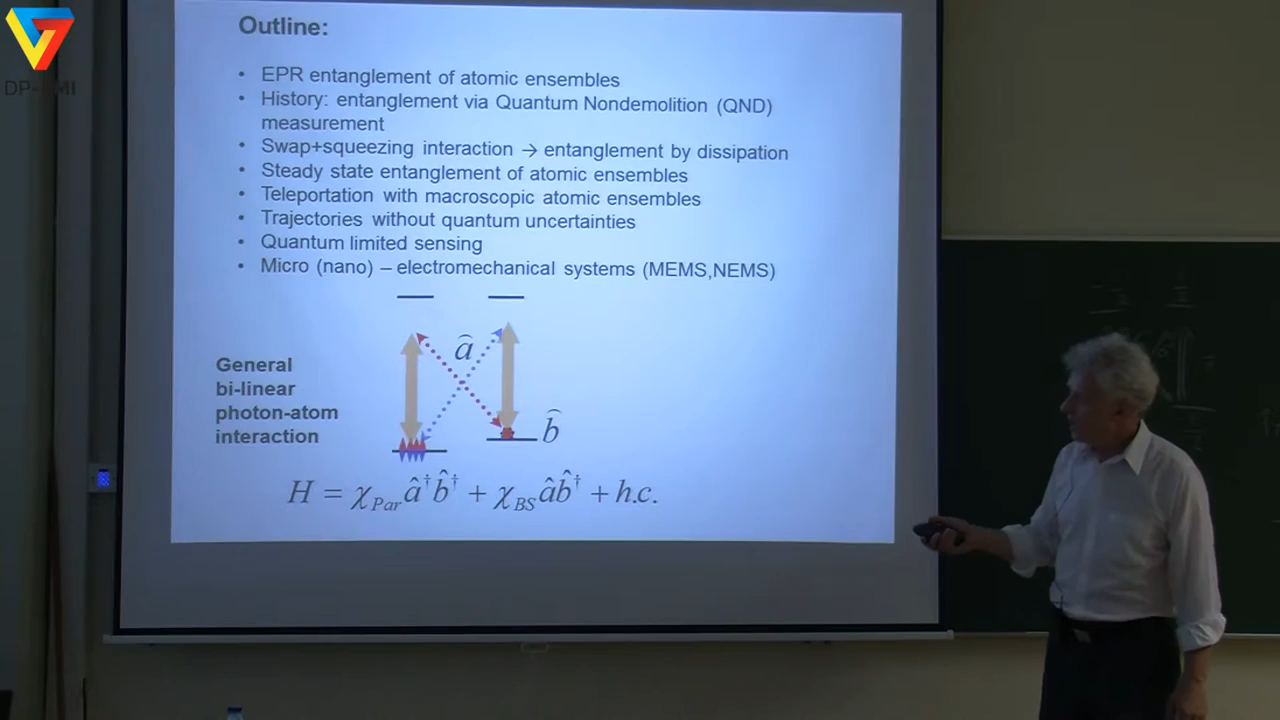 Outline:
• EPR entanglement of atomic ensembles
• History: entanglement via Quantum Nondemolition (QND)
measurement
• Swap+squeezing interaction → entanglement by dissipation
• Steady state entanglement of atomic ensembles
• Teleportation with macroscopic atomic ensembles
• Trajectories without quantum uncertainties
• Quantum limited sensing
• Micro (nano) – electromechanical systems (MEMS,NEMS)
â
General
bi-linear
photon-atom
interaction
b̂
H = χ_Par â†b̂† + χ_BS âb̂† + h.c.